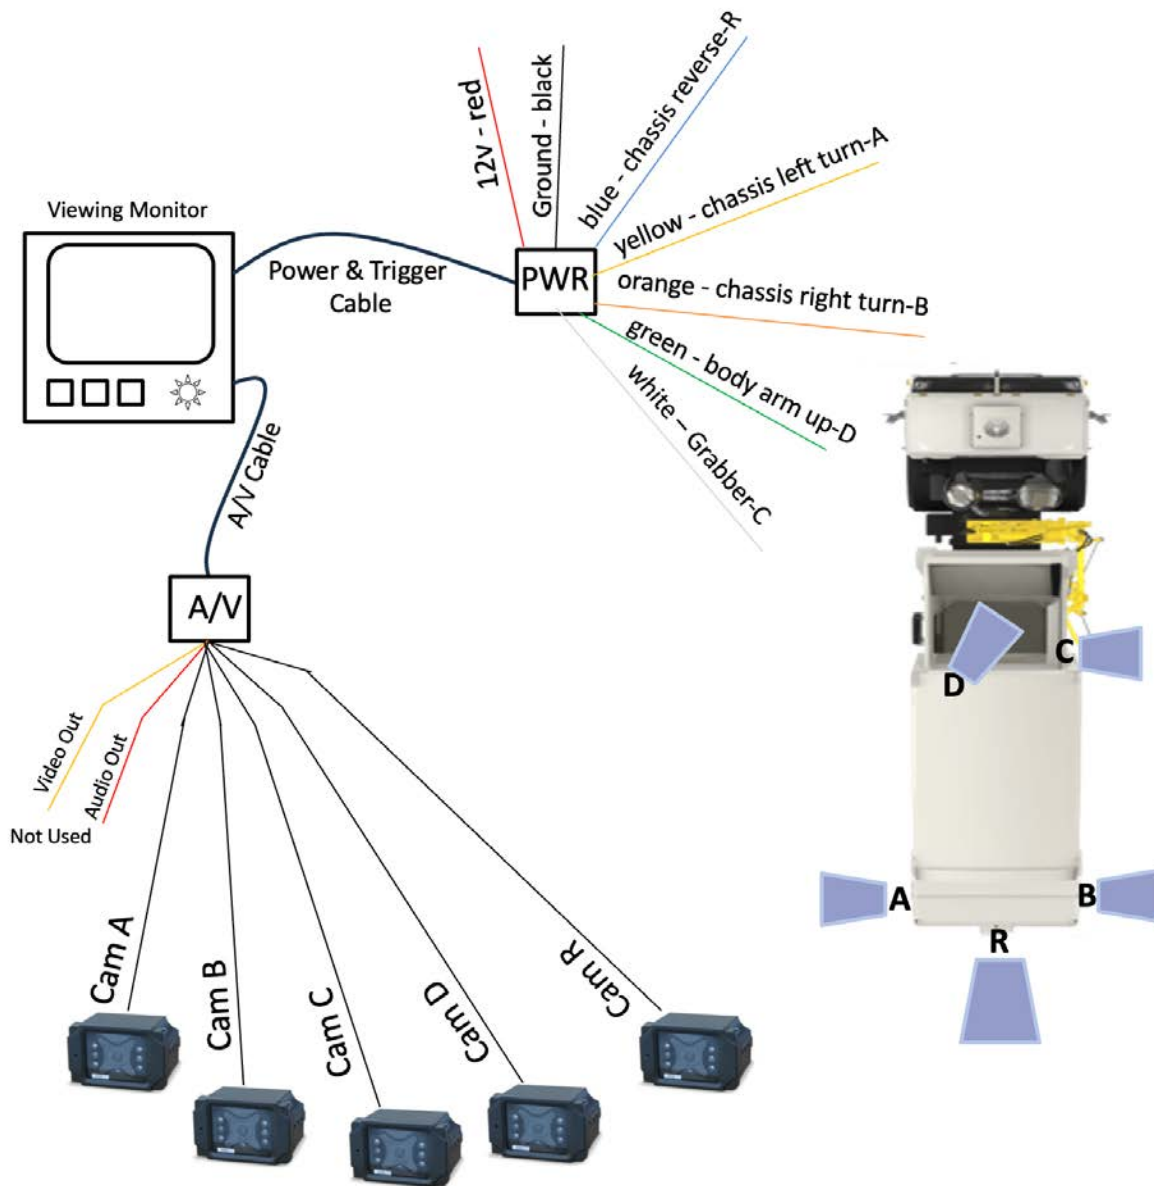 12v - red
Ground - black
blue - chassis reverse-R
yellow - chassis left turn-A
orange - chassis right turn-B
green - body arm up-D
white – Grabber-C
Viewing Monitor
Power & Trigger
Cable
PWR
A/V Cable
A/V
Video Out
Audio Out
Not Used
Cam A
Cam B
Cam C
Cam D
Cam R
C
D
A
B
R